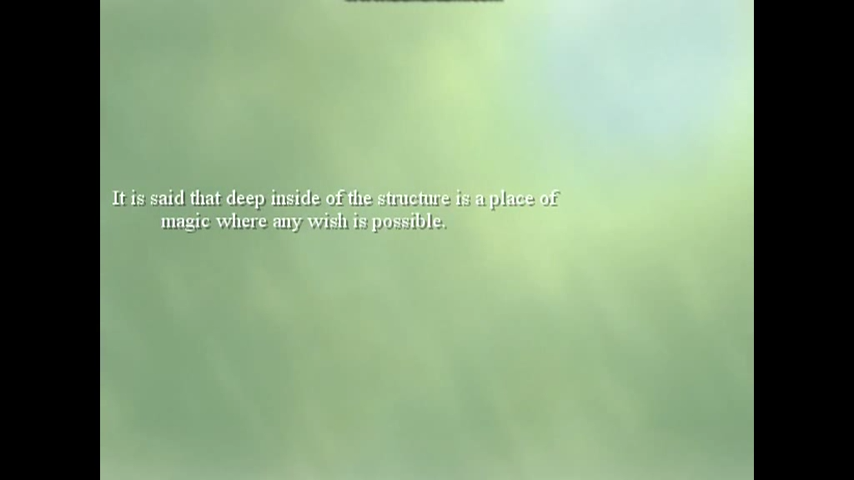 It is said that deep inside of the structure is a place of
magic where any wish is possible.